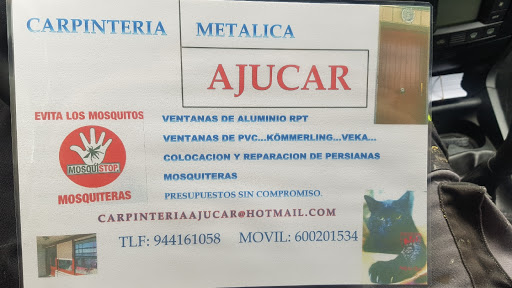 CARPINTERIA METALICA
AJUCAR
EVITA LOS MOSQUITOS
MOSQUISTOP
MOSQUITERAS
VENTANAS DE ALUMINIO RPT
VENTANAS DE PVC...KÖMMERLING...VEKA...
COLOCACION Y REPARACION DE PERSIANAS
MOSQUITERAS
PRESUPUESTOS SIN COMPROMISO.
CARPINTERIAAJUCAR@HOTMAIL.COM
TLF: 944161058 MOVIL: 600201534